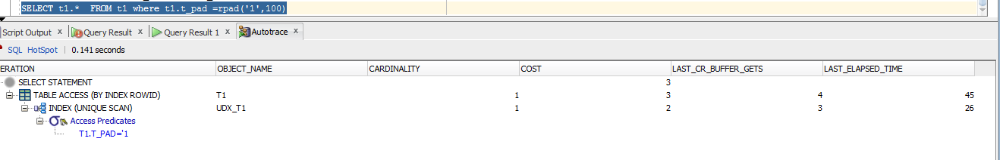 SELECT t1.* FROM t1 where t1.t_pad =rpad('1',100)
Script Output x Query Result x Query Result 1 x Autotrace x
SQL HotSpot 0.141 seconds
ERATION OBJECT_NAME CARDINALITY COST LAST_CR_BUFFER_GETS LAST_ELAPSED_TIME
SELECT STATEMENT 3
TABLE ACCESS (BY INDEX ROWID) T1 1 3 4 45
INDEX (UNIQUE SCAN) UDX_T1 1 2 3 26
Access Predicates
T1.T_PAD='1